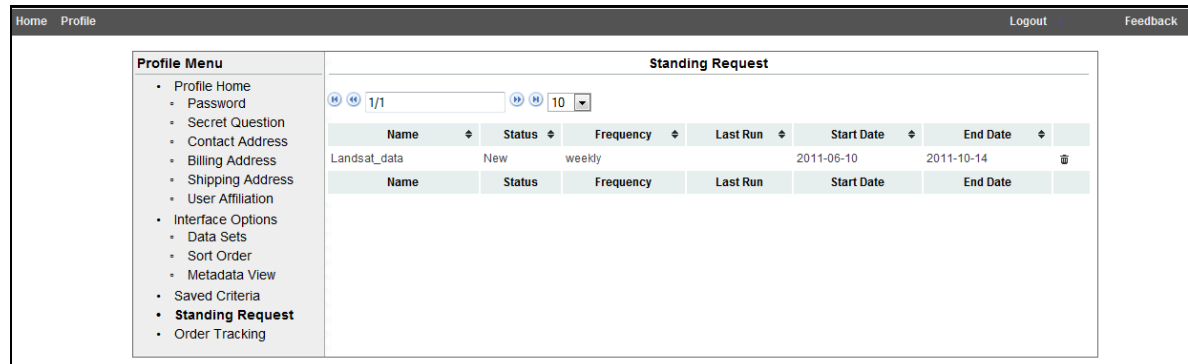 Home Profile Logout Feedback
Profile Menu
Profile Home
Password
Secret Question
Contact Address
Billing Address
Shipping Address
User Affiliation
Interface Options
Data Sets
Sort Order
Metadata View
Saved Criteria
Standing Request
Order Tracking
Standing Request
1/1 10
Name Status Frequency Last Run Start Date End Date
Landsat_data New weekly 2011-06-10 2011-10-14
Name Status Frequency Last Run Start Date End Date